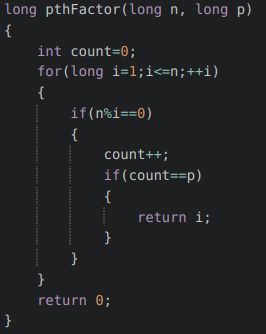 long pthFactor(long n, long p)
{
    int count=0;
    for(long i=1;i<=n;++i)
    {
        if(n%i==0)
        {
            count++;
            if(count==p)
            {
                return i;
            }
        }
    }
    return 0;
}